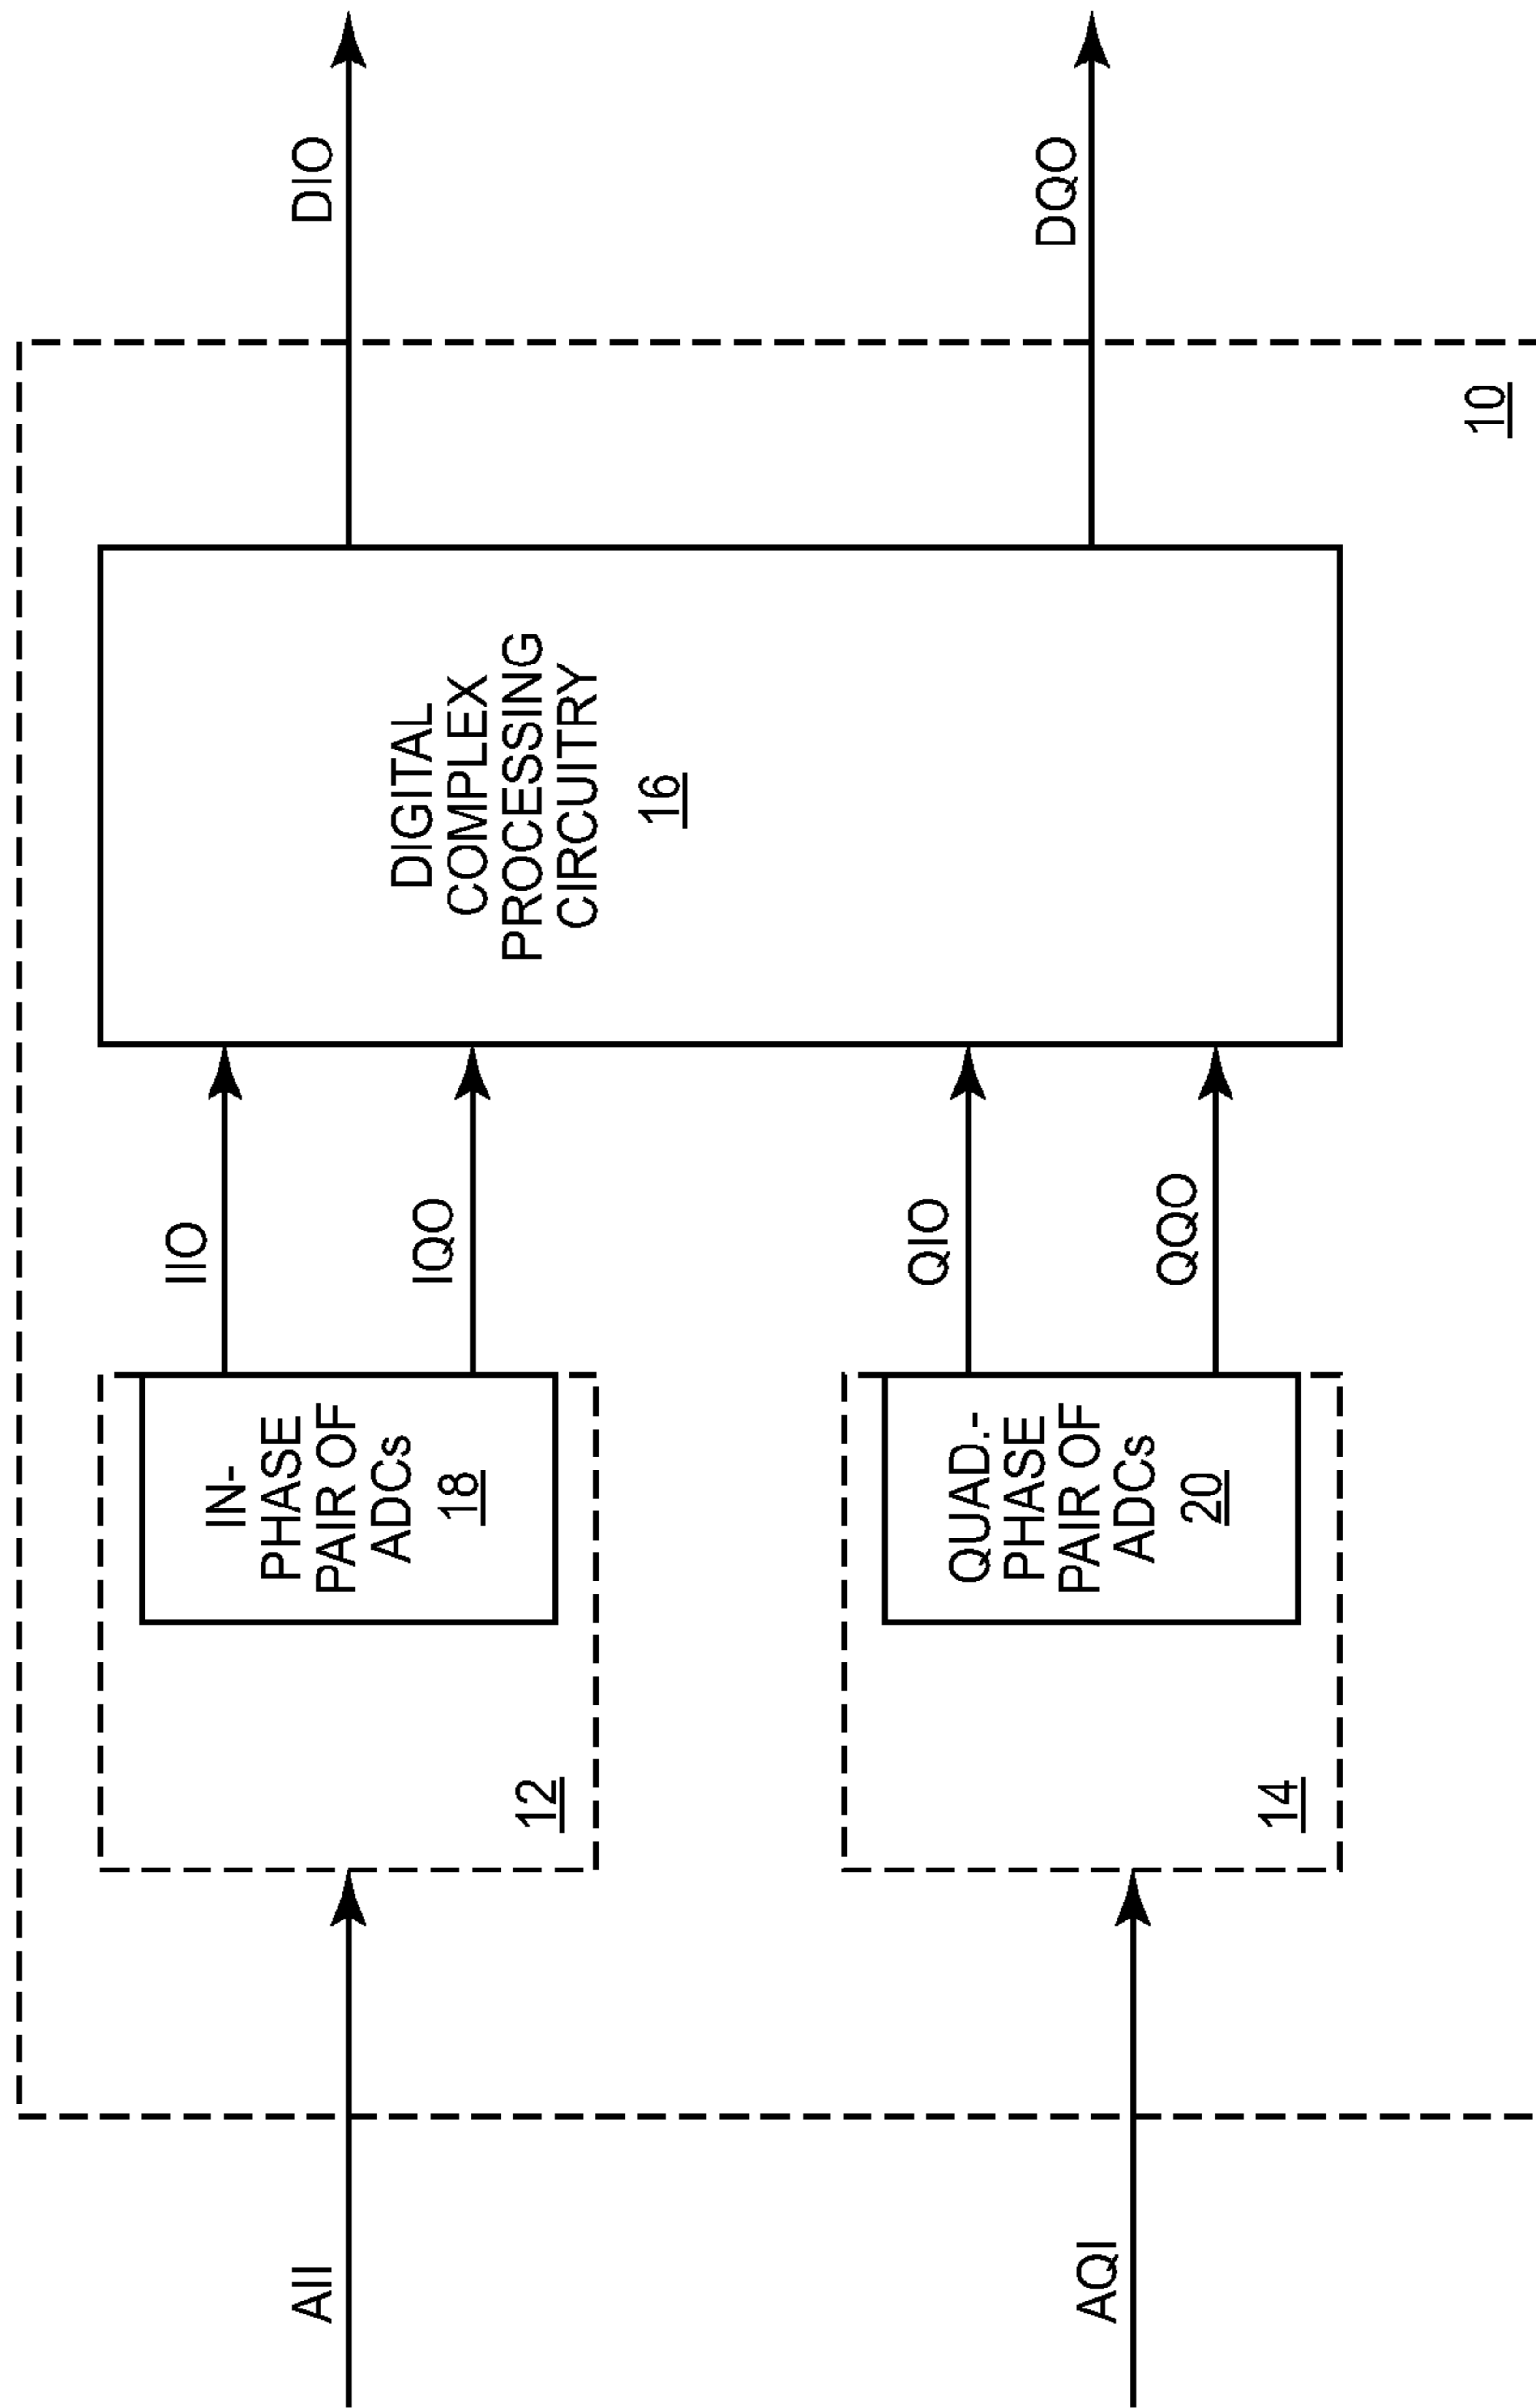 AII
12
IN-
PHASE
PAIR OF
ADCs
18
IIO
IQO
DIGITAL
COMPLEX
PROCESSING
CIRCUITRY
16
DIO
AQI
14
QUAD.-
PHASE
PAIR OF
ADCs
20
QIO
QQO
DQO
10